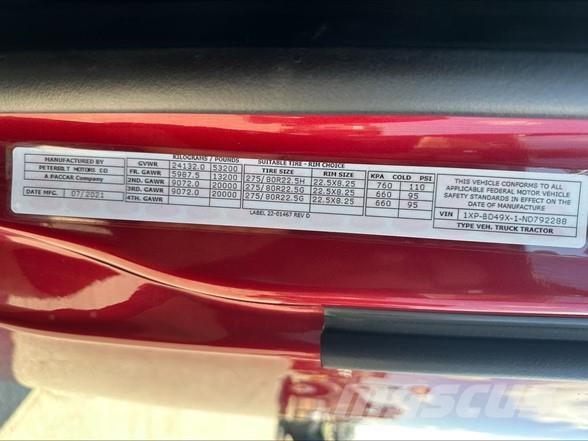 MANUFACTURED BY
PETERBILT MOTORS CO
A PACCAR Company
DATE MFG. 07/2021
KILOGRAMS / POUNDS SUITABLE TIRE - RIM CHOICE
GVWR 24132.0 53200 TIRE SIZE RIM SIZE KPA COLD PSI
FR. GAWR 5987.5 13200 275/80R22.5H 22.5X8.25 760 110
2ND. GAWR 9072.0 20000 275/80R22.5G 22.5X8.25 660 95
3RD. GAWR 9072.0 20000 275/80R22.5G 22.5X8.25 660 95
4TH. GAWR
LABEL 22-01467 REV D
THIS VEHICLE CONFORMS TO ALL
APPLICABLE FEDERAL MOTOR VEHICLE
SAFETY STANDARDS IN EFFECT ON THE
DATE OF MANUFACTURE
VIN 1XP-BD49X-1-ND792288
TYPE VEH. TRUCK TRACTOR
Mascus